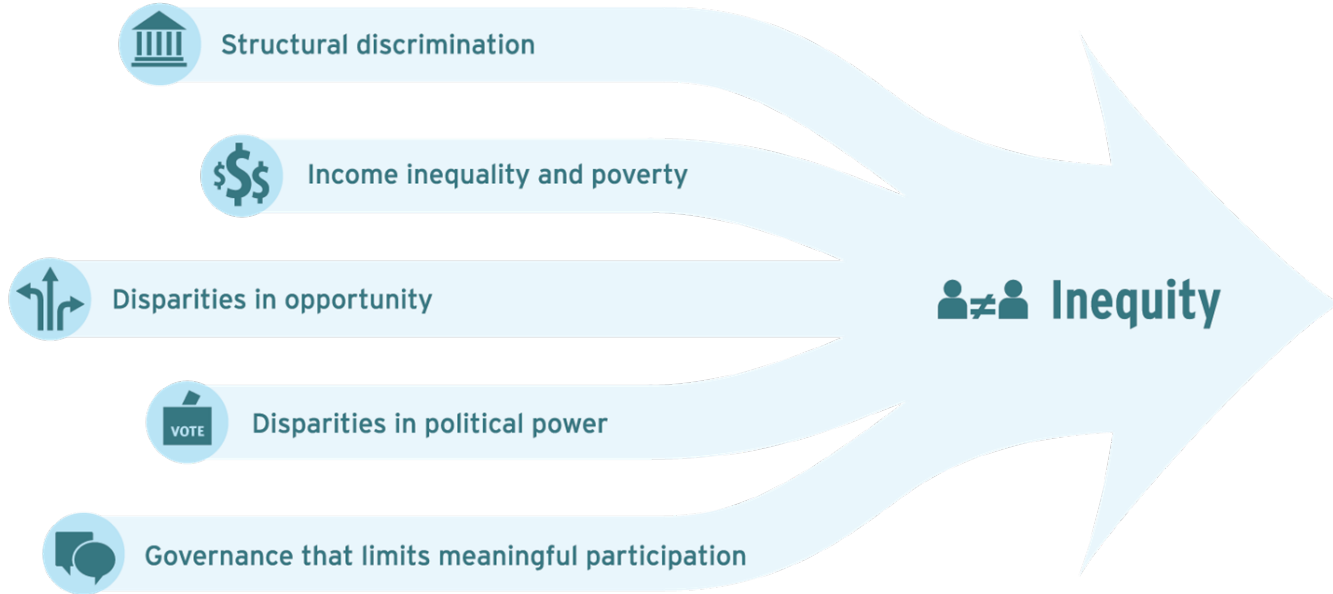 Structural discrimination
$$$ Income inequality and poverty
Disparities in opportunity
≠ Inequity
VOTE Disparities in political power
Governance that limits meaningful participation